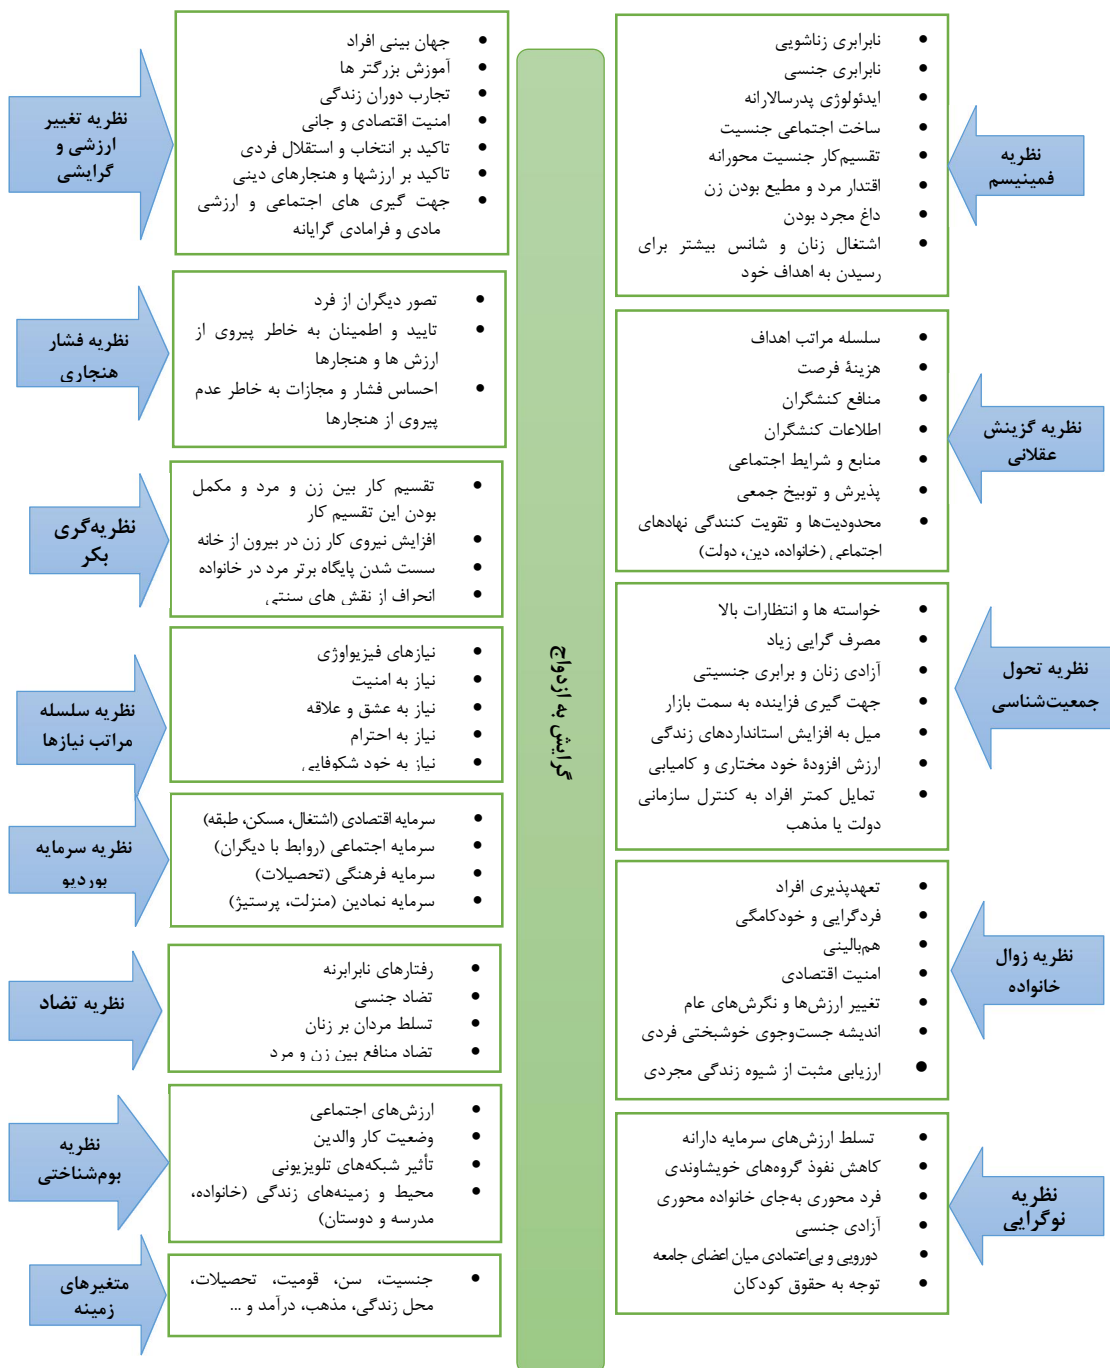 نظریه فمینیسم
نابرابری زناشویی
نابرابری جنسی
ایدئولوژی پدرسالارانه
ساخت اجتماعی جنسیت
تقسیم‌کار جنسیت محورانه
اقتدار مرد و مطیع بودن زن
داغ مجرد بودن
اشتغال زنان و شانس بیشتر برای
رسیدن به اهداف خود
نظریه گزینش
عقلانی
سلسله مراتب اهداف
هزینهٔ فرصت
منافع کنشگران
اطلاعات کنشگران
منابع و شرایط اجتماعی
پذیرش و توبیخ جمعی
محدودیت‌ها و تقویت کنندگی نهادهای
اجتماعی (خانواده، دین، دولت)
نظریه تحول
جمعیت‌شناسی
خواسته ها و انتظارات بالا
مصرف گرایی زیاد
آزادی زنان و برابری جنسیتی
جهت گیری فزاینده به سمت بازار
میل به افزایش استانداردهای زندگی
ارزش افزودهٔ خود مختاری و کامیابی
تمایل کمتر افراد به کنترل سازمانی
دولت یا مذهب
نظریه زوال
خانواده
تعهدپذیری افراد
فردگرایی و خودکامگی
هم‌بالینی
امنیت اقتصادی
تغییر ارزش‌ها و نگرش‌های عام
اندیشه جست‌وجوی خوشبختی فردی
ارزیابی مثبت از شیوه زندگی مجردی
نظریه
نوگرایی
تسلط ارزش‌های سرمایه دارانه
کاهش نفوذ گروه‌های خویشاوندی
فرد محوری به‌جای خانواده محوری
آزادی جنسی
دورویی و بی‌اعتمادی میان اعضای جامعه
توجه به حقوق کودکان
گرایش به ازدواج
جهان بینی افراد
آموزش بزرگتر ها
تجارب دوران زندگی
امنیت اقتصادی و جانی
تاکید بر انتخاب و استقلال فردی
تاکید بر ارزشها و هنجارهای دینی
جهت گیری های اجتماعی و ارزشی
مادی و فرامادی گرایانه
نظریه تغییر
ارزشی و
گرایشی
تصور دیگران از فرد
تایید و اطمینان به خاطر پیروی از
ارزش ها و هنجارها
احساس فشار و مجازات به خاطر عدم
پیروی از هنجارها
نظریه فشار
هنجاری
تقسیم کار بین زن و مرد و مکمل
بودن این تقسیم کار
افزایش نیروی کار زن در بیرون از خانه
سست شدن پایگاه برتر مرد در خانواده
انحراف از نقش های سنتی
نظریه‌گری
بکر
نیازهای فیزیواوژی
نیاز به امنیت
نیاز به عشق و علاقه
نیاز به احترام
نیاز به خود شکوفایی
نظریه سلسله
مراتب نیازها
سرمایه اقتصادی (اشتغال، مسکن، طبقه)
سرمایه اجتماعی (روابط با دیگران)
سرمایه فرهنگی (تحصیلات)
سرمایه نمادین (منزلت، پرستیژ)
نظریه سرمایه
بوردیو
رفتارهای نابرابرنه
تضاد جنسی
تسلط مردان بر زنان
تضاد منافع بین زن و مرد
نظریه تضاد
ارزش‌های اجتماعی
وضعیت کار والدین
تأثیر شبکه‌های تلویزیونی
محیط و زمینه‌های زندگی (خانواده،
مدرسه و دوستان)
نظریه
بوم‌شناختی
جنسیت، سن، قومیت، تحصیلات،
محل زندگی، مذهب، درآمد و ...
متغیرهای
زمینه